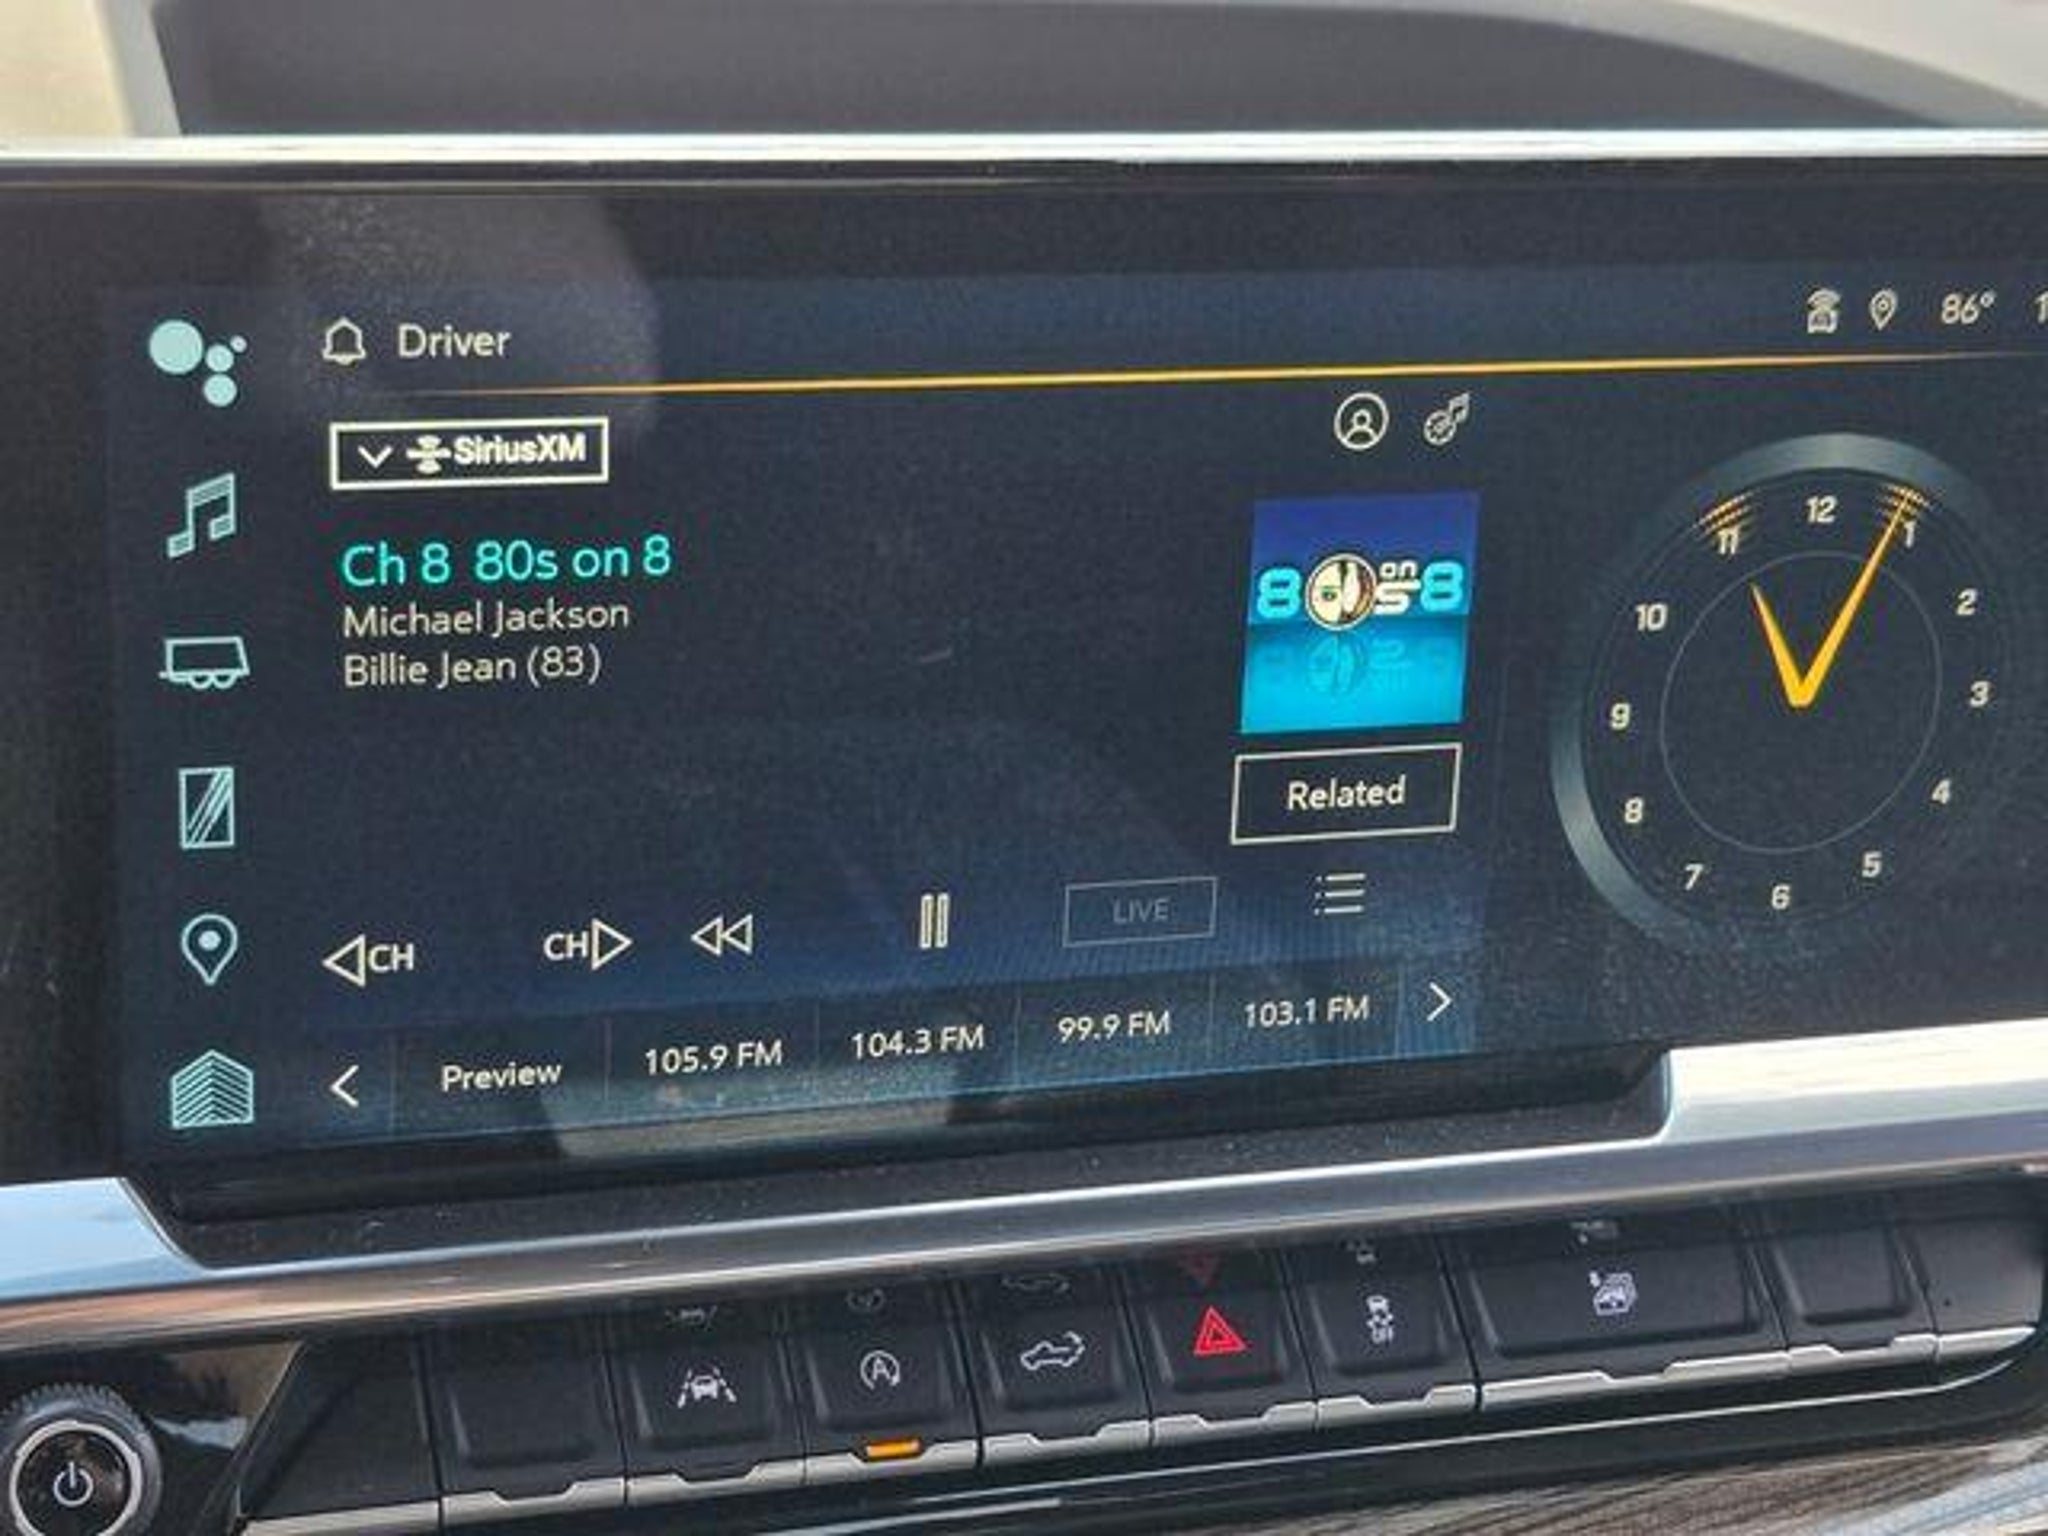 Driver
86° 1
SiriusXM
Ch 8 80s on 8
Michael Jackson
Billie Jean (83)
80s on 8
Related
CH
CH
LIVE
Preview
105.9 FM
104.3 FM
99.9 FM
103.1 FM
12
1
2
3
4
5
6
7
8
9
10
11
A